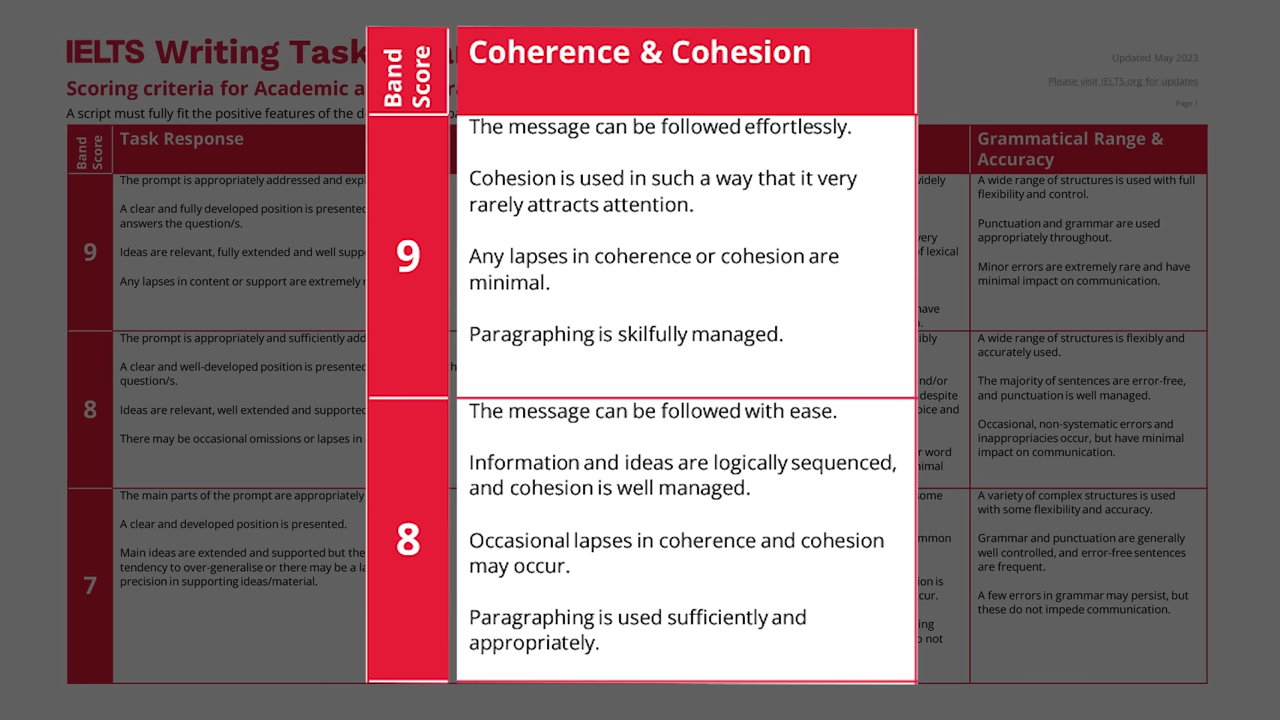 IELTS Writing Task
Scoring criteria for Academic a
A script must fully fit the positive features of the d
Updated May 2023
Please visit IELTS.org for updates
Page 1
Band Score
Coherence & Cohesion
9
The message can be followed effortlessly.
Cohesion is used in such a way that it very
rarely attracts attention.
Any lapses in coherence or cohesion are
minimal.
Paragraphing is skilfully managed.
8
The message can be followed with ease.
Information and ideas are logically sequenced,
and cohesion is well managed.
Occasional lapses in coherence and cohesion
may occur.
Paragraphing is used sufficiently and
appropriately.
Band Score
Task Response
9
The prompt is appropriately addressed and exp
A clear and fully developed position is presented
answers the question/s.
Ideas are relevant, fully extended and well supp
Any lapses in content or support are extremely r
8
The prompt is appropriately and sufficiently add
A clear and well-developed position is presented
question/s.
Ideas are relevant, well extended and supported
There may be occasional omissions or lapses in
7
The main parts of the prompt are appropriately
A clear and developed position is presented.
Main ideas are extended and supported but the
tendency to over-generalise or there may be a la
precision in supporting ideas/material.
Grammatical Range &
Accuracy
A wide range of structures is used with full
flexibility and control.
Punctuation and grammar are used
appropriately throughout.
Minor errors are extremely rare and have
minimal impact on communication.
A wide range of structures is flexibly and
accurately used.
The majority of sentences are error-free,
and punctuation is well managed.
Occasional, non-systematic errors and
inappropriacies occur, but have minimal
impact on communication.
A variety of complex structures is used
with some flexibility and accuracy.
Grammar and punctuation are generally
well controlled, and error-free sentences
are frequent.
A few errors in grammar may persist, but
these do not impede communication.